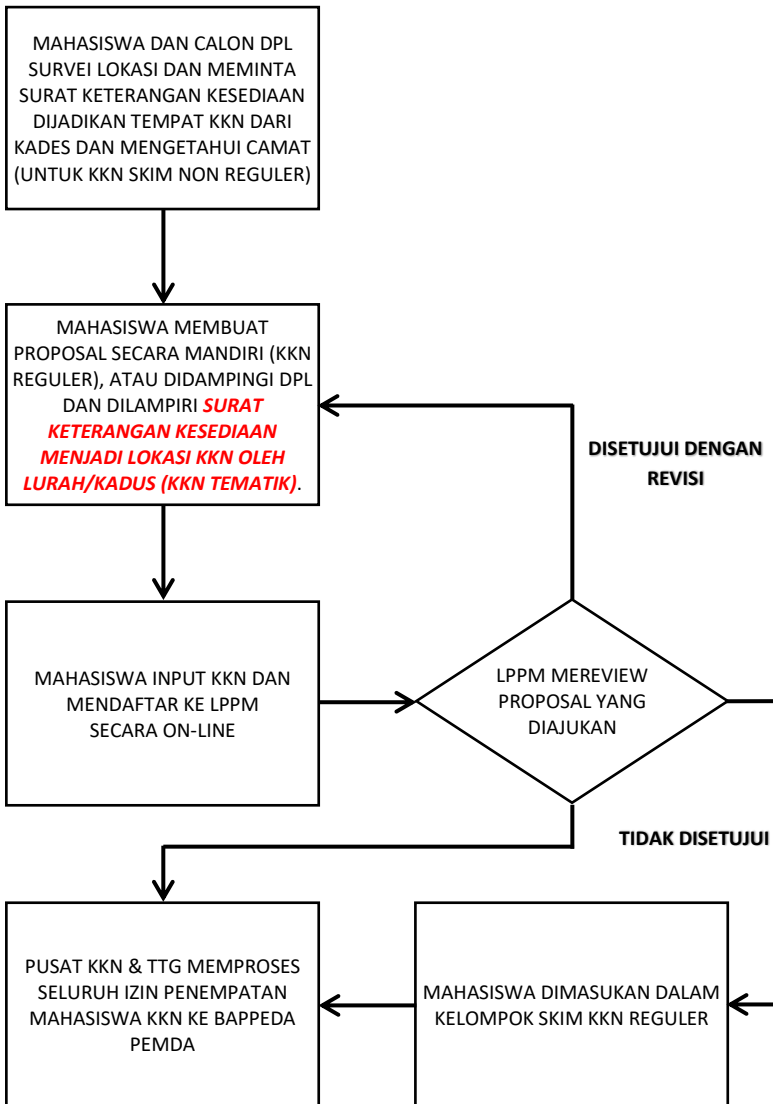 MAHASISWA DAN CALON DPL
SURVEI LOKASI DAN MEMINTA
SURAT KETERANGAN KESEDIAAN
DIJADIKAN TEMPAT KKN DARI
KADES DAN MENGETAHUI CAMAT
(UNTUK KKN SKIM NON REGULER)
MAHASISWA MEMBUAT
PROPOSAL SECARA MANDIRI (KKN
REGULER), ATAU DIDAMPINGI DPL
DAN DILAMPIRI SURAT
KETERANGAN KESEDIAAN
MENJADI LOKASI KKN OLEH
LURAH/KADUS (KKN TEMATIK).
DISETUJUI DENGAN
REVISI
MAHASISWA INPUT KKN DAN
MENDAFTAR KE LPPM
SECARA ON-LINE
LPPM MEREVIEW
PROPOSAL YANG
DIAJUKAN
TIDAK DISETUJUI
PUSAT KKN & TTG MEMPROSES
SELURUH IZIN PENEMPATAN
MAHASISWA KKN KE BAPPEDA
PEMDA
MAHASISWA DIMASUKAN DALAM
KELOMPOK SKIM KKN REGULER